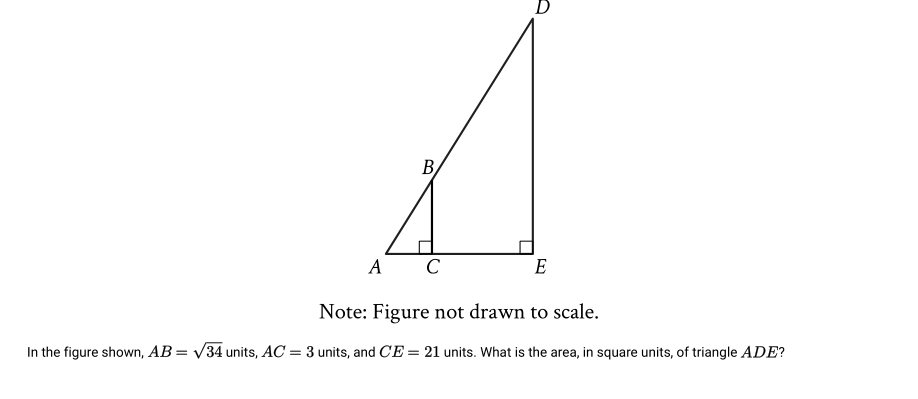 D
B
A
C
E
Note: Figure not drawn to scale.
In the figure shown, AB = √34 units, AC = 3 units, and CE = 21 units. What is the area, in square units, of triangle ADE?